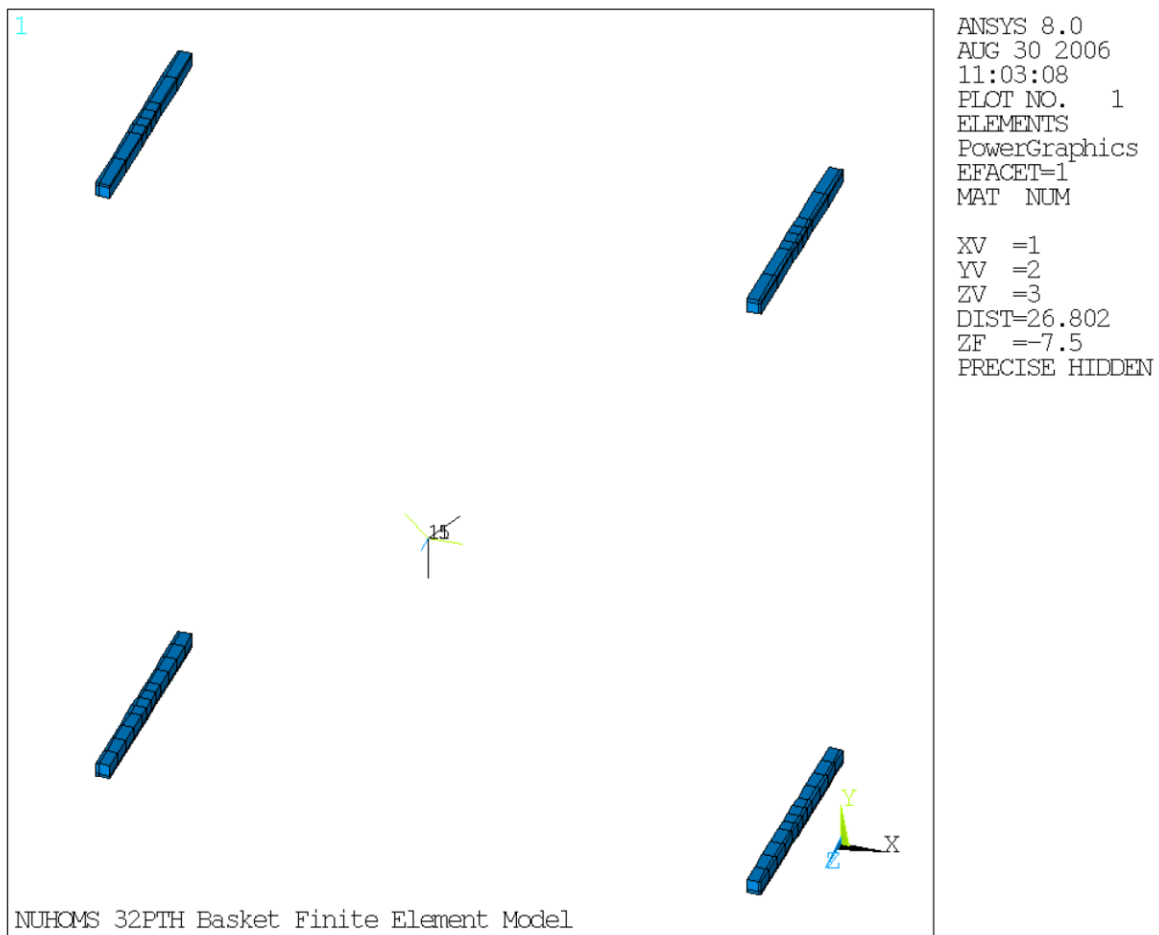 1
ANSYS 8.0
AUG 30 2006
11:03:08
PLOT NO. 1
ELEMENTS
PowerGraphics
EFACET=1
MAT NUM
XV =1
YV =2
ZV =3
DIST=26.802
ZF =-7.5
PRECISE HIDDEN
Y
X
Z
NUHOMS 32PTH Basket Finite Element Model